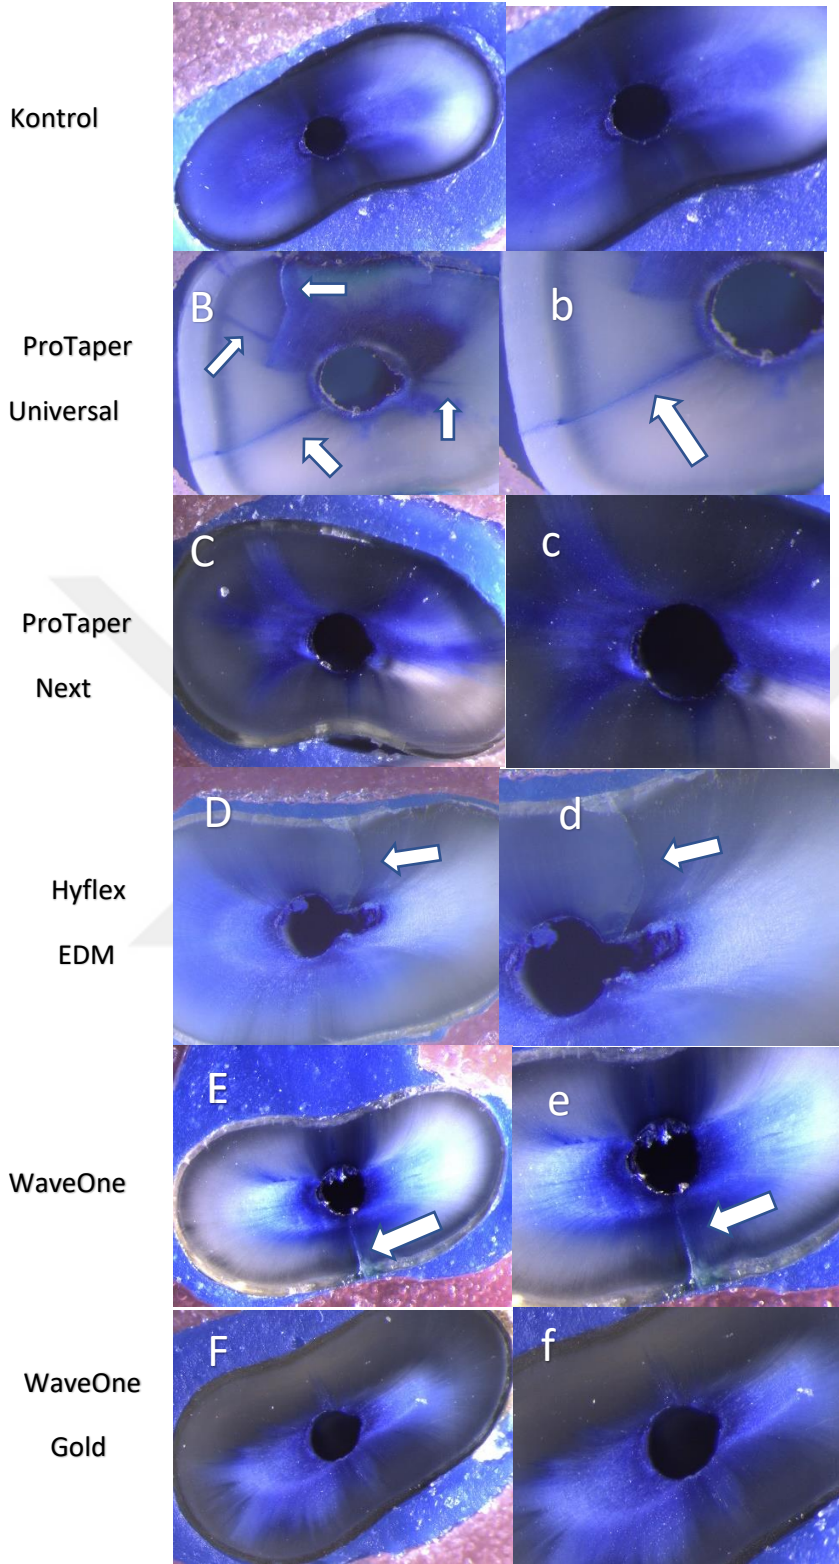 Kontrol
B
b
ProTaper
Universal
C
c
ProTaper
Next
D
d
Hyflex
EDM
E
e
WaveOne
F
f
WaveOne
Gold